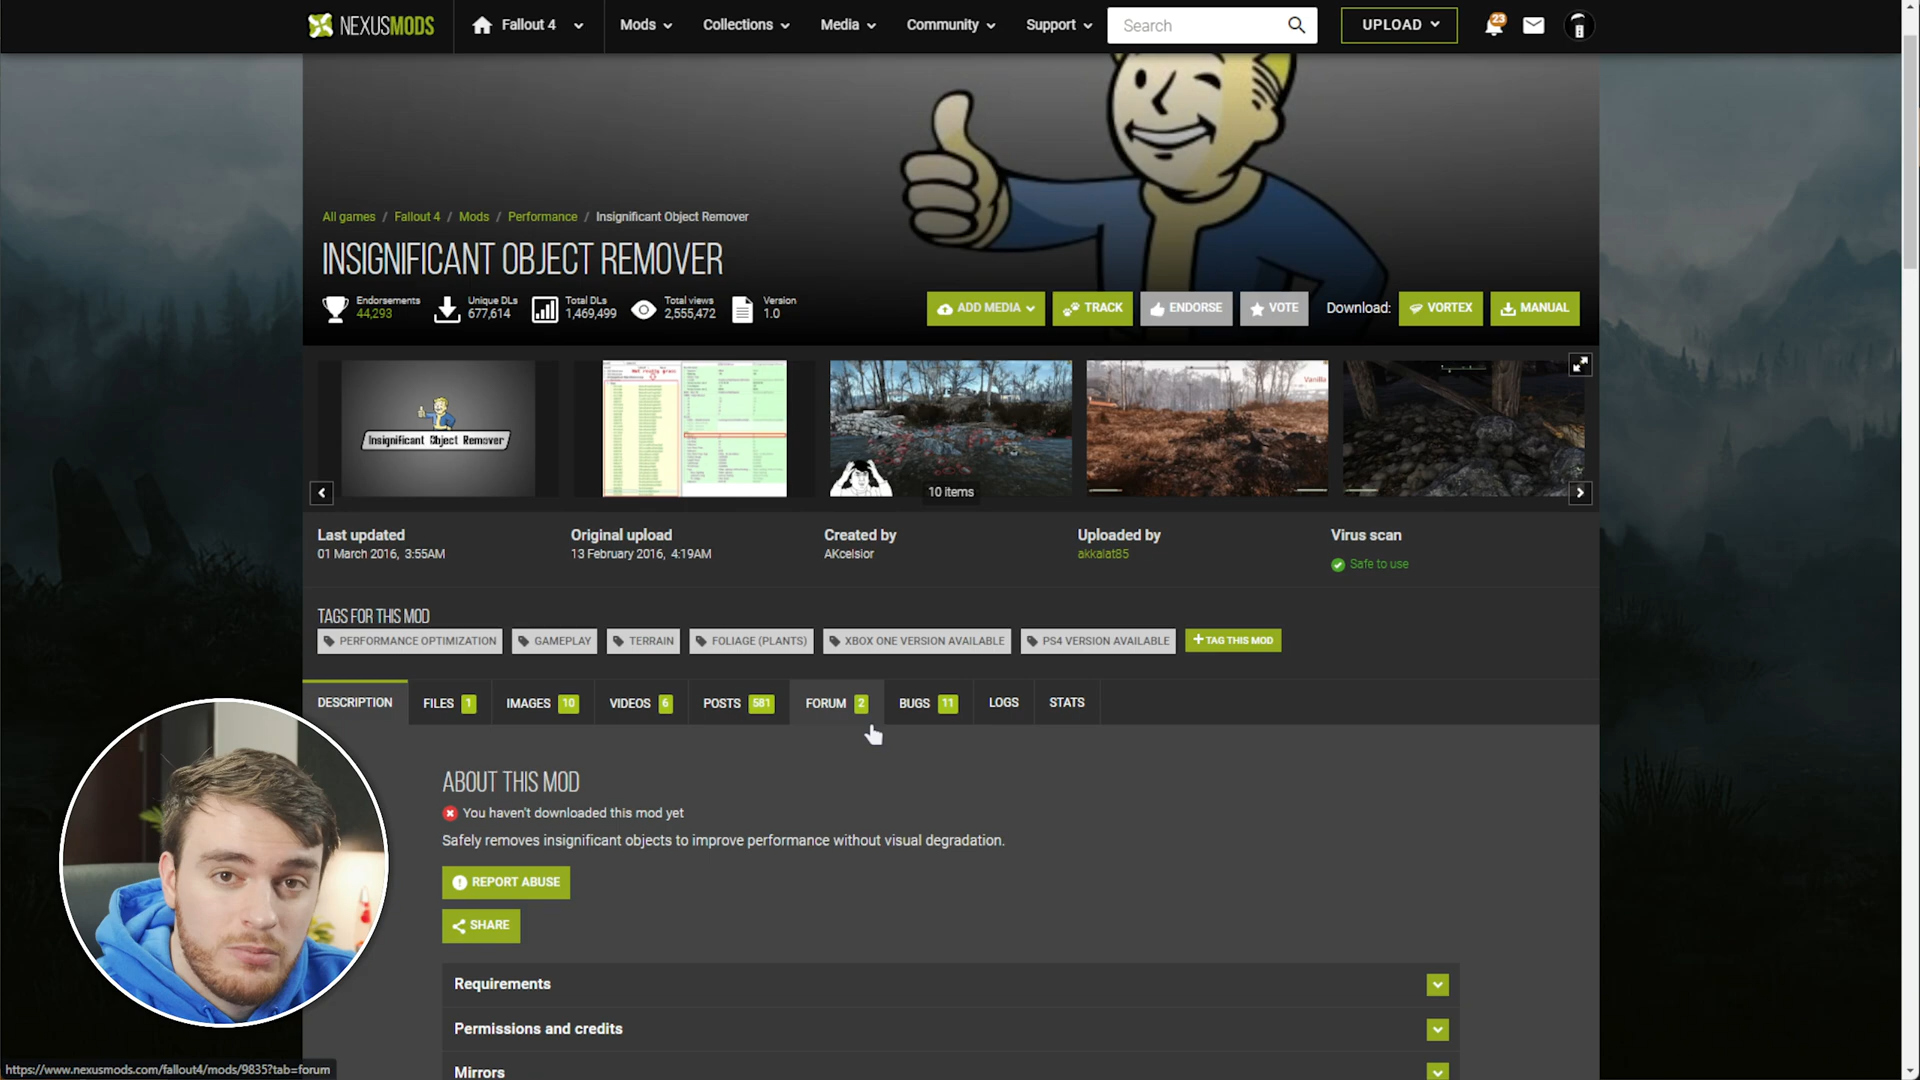 NEXUSMODS
Fallout 4
Mods
Collections
Media
Community
Support
Search
UPLOAD
23
All games / Fallout 4 / Mods / Performance / Insignificant Object Remover
INSIGNIFICANT OBJECT REMOVER
Endorsements
44,293
Unique DLs
677,614
Total DLs
1,469,499
Total views
2,555,472
Version
1.0
ADD MEDIA
TRACK
ENDORSE
VOTE
Download:
VORTEX
MANUAL
Insignificant Object Remover
Vanilla
10 items
Last updated
01 March 2016, 3:55AM
Original upload
13 February 2016, 4:19AM
Created by
AKcelsior
Uploaded by
akkalat85
Virus scan
Safe to use
TAGS FOR THIS MOD
PERFORMANCE OPTIMIZATION
GAMEPLAY
TERRAIN
FOLIAGE (PLANTS)
XBOX ONE VERSION AVAILABLE
PS4 VERSION AVAILABLE
+ TAG THIS MOD
DESCRIPTION
FILES 1
IMAGES 10
VIDEOS 6
POSTS 581
FORUM 2
BUGS 11
LOGS
STATS
ABOUT THIS MOD
You haven't downloaded this mod yet
Safely removes insignificant objects to improve performance without visual degradation.
REPORT ABUSE
SHARE
Requirements
Permissions and credits
Mirrors
https://www.nexusmods.com/fallout4/mods/9835?tab=forum